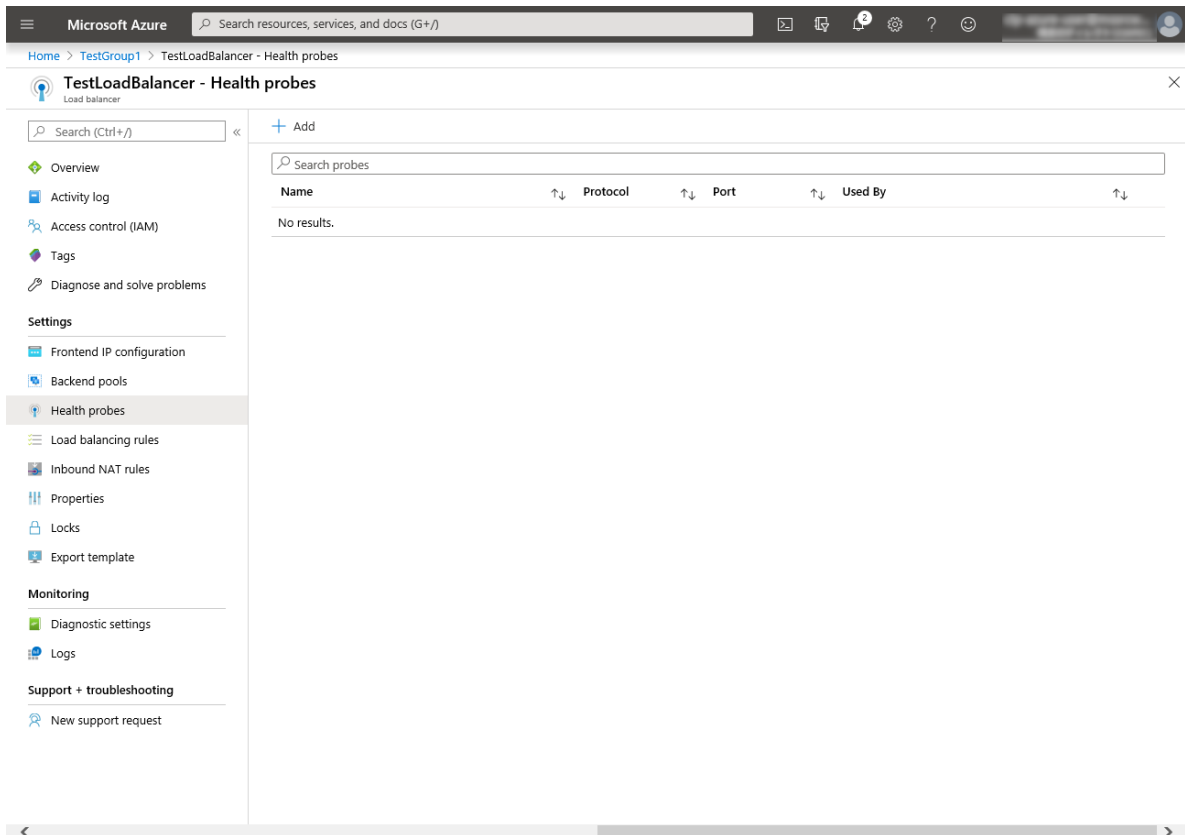 Microsoft Azure
Search resources, services, and docs (G+/)
2
Home > TestGroup1 > TestLoadBalancer - Health probes
TestLoadBalancer - Health probes
Load balancer
Search (Ctrl+/)
«
Add
Search probes
Name Protocol Port Used By
No results.
Overview
Activity log
Access control (IAM)
Tags
Diagnose and solve problems
Settings
Frontend IP configuration
Backend pools
Health probes
Load balancing rules
Inbound NAT rules
Properties
Locks
Export template
Monitoring
Diagnostic settings
Logs
Support + troubleshooting
New support request